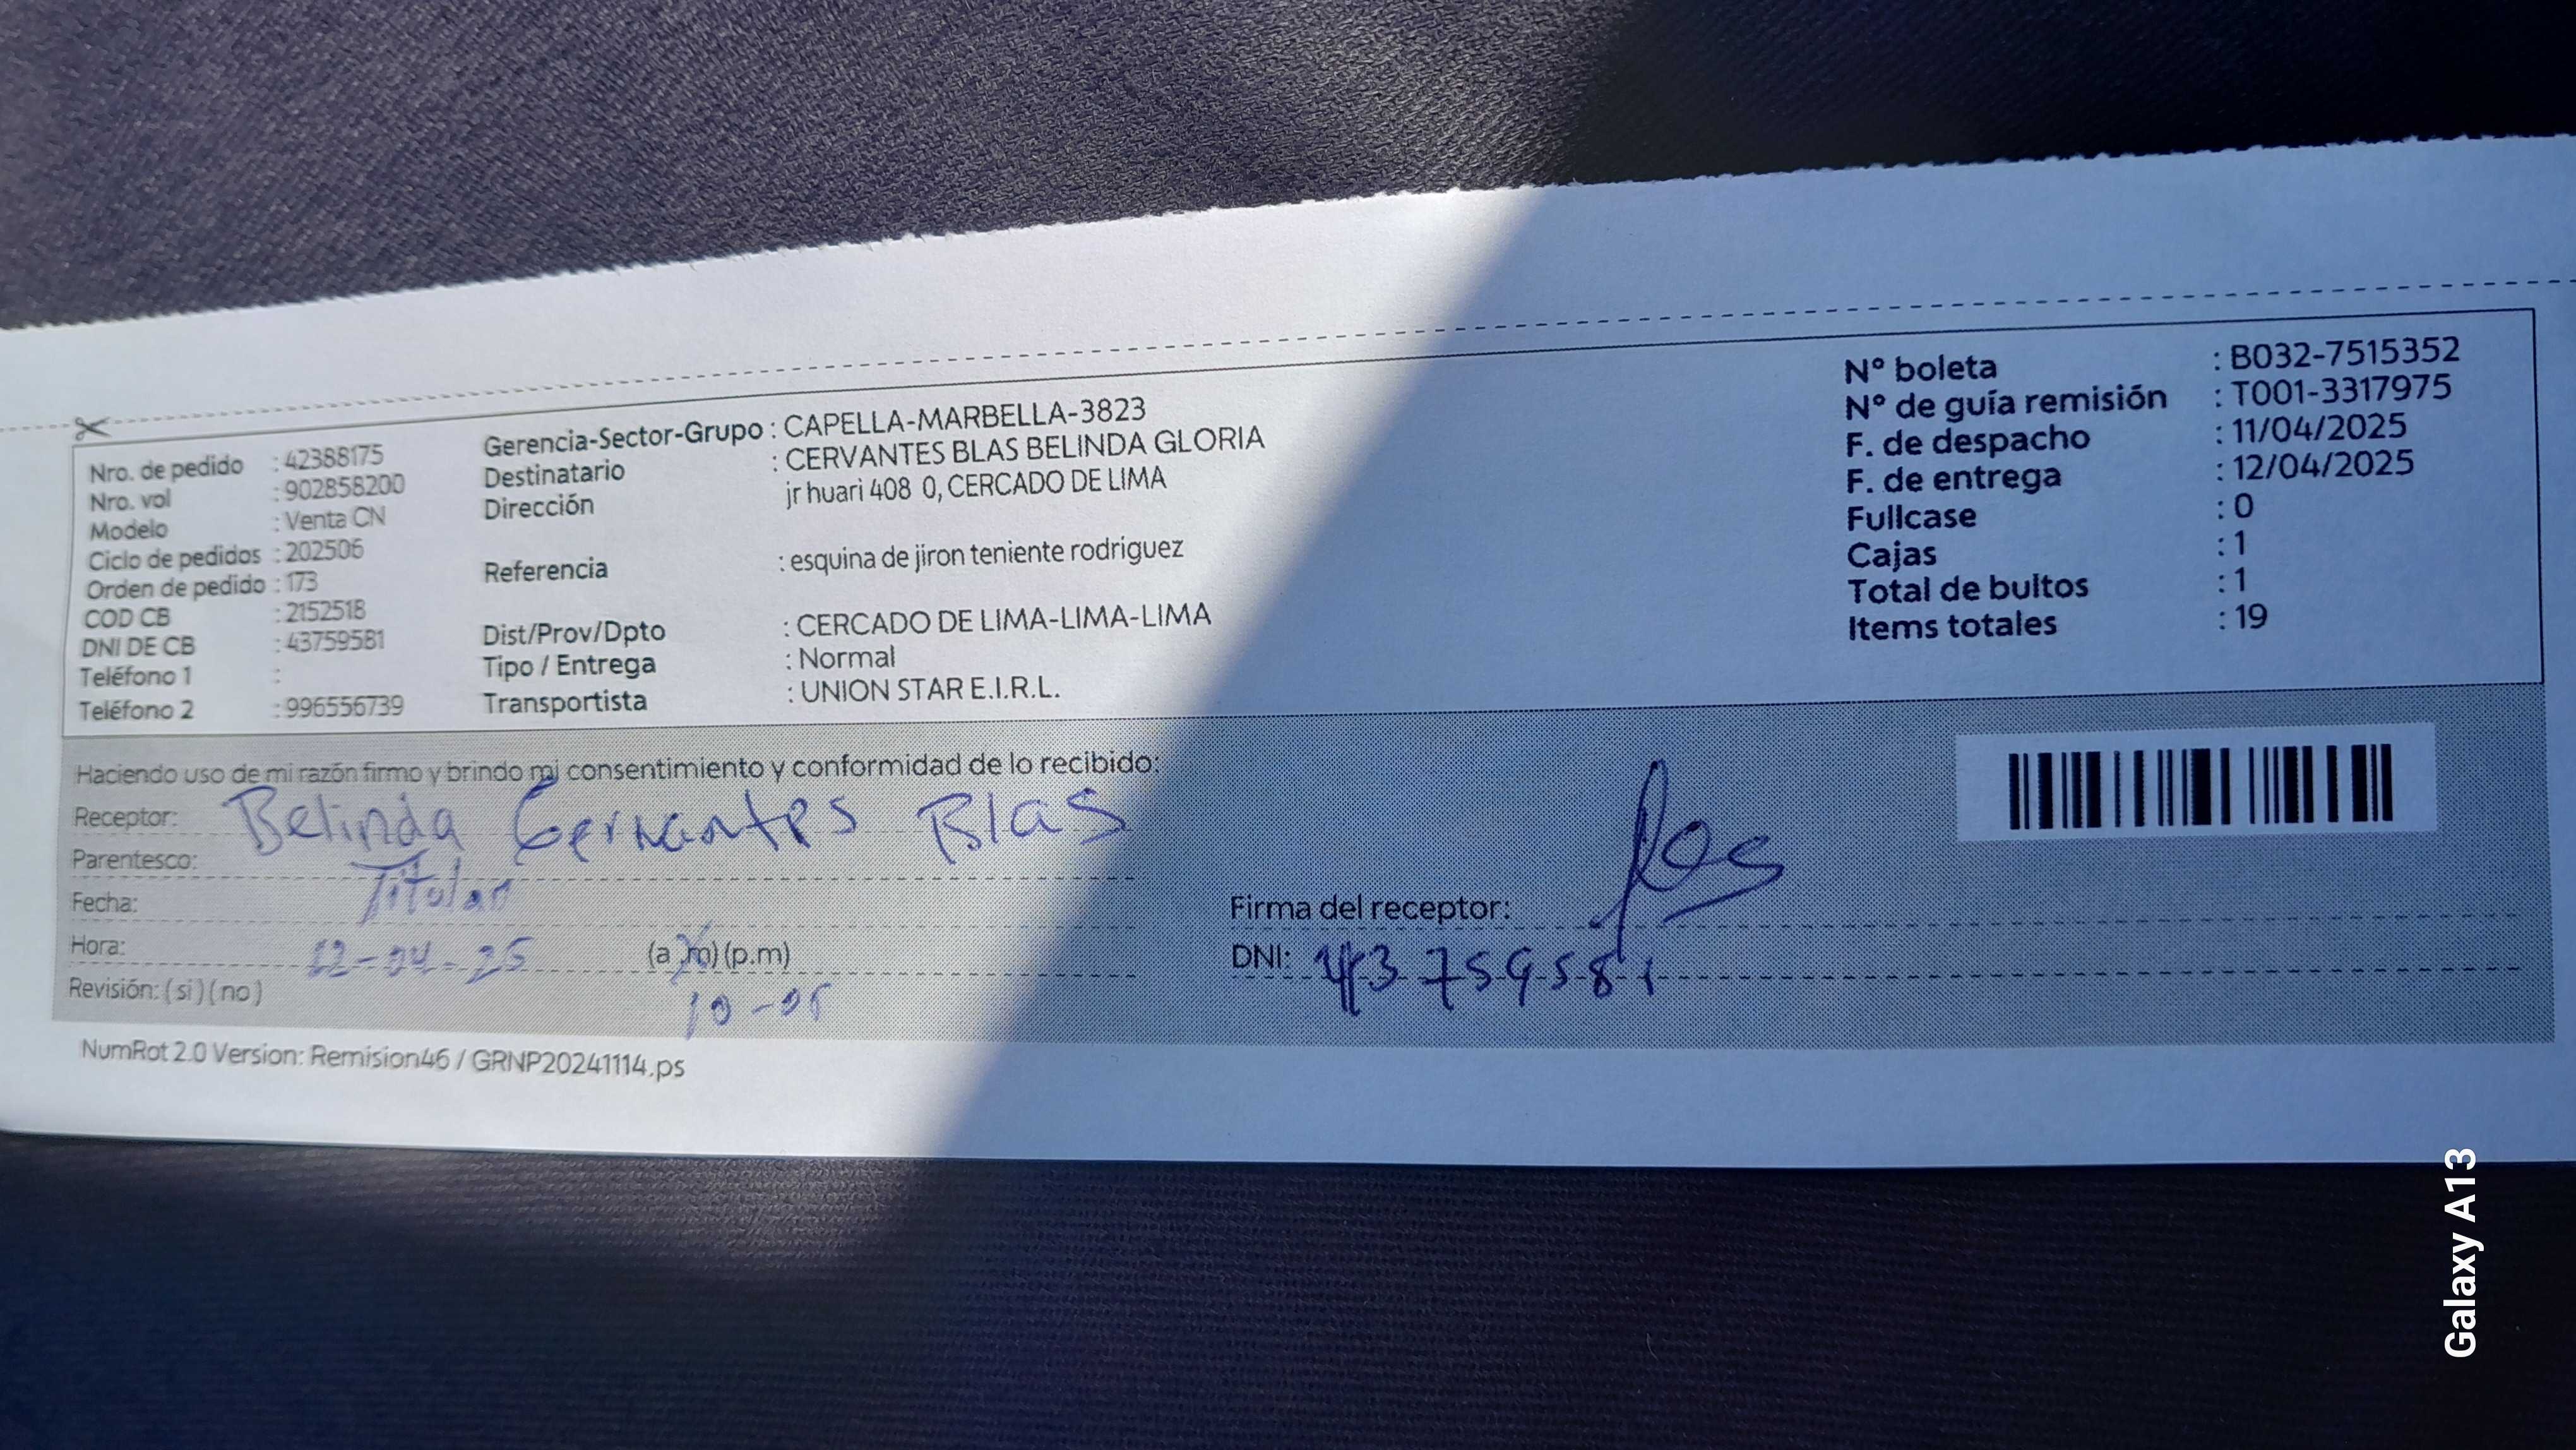 Nro. de pedido : 42388175
Nro. vol : 902858200
Modelo : Venta CN
Ciclo de pedidos : 202506
Orden de pedido : 173
COD CB : 2152518
DNI DE CB : 43759581
Teléfono 1 :
Teléfono 2 : 996556739
Gerencia-Sector-Grupo : CAPELLA-MARBELLA-3823
Destinatario : CERVANTES BLAS BELINDA GLORIA
Dirección jr huari 408 0, CERCADO DE LIMA
Referencia : esquina de jiron teniente rodriguez
Dist/Prov/Dpto : CERCADO DE LIMA-LIMA-LIMA
Tipo / Entrega : Normal
Transportista : UNION STAR E.I.R.L.
Nº boleta : B032-7515352
Nº de guía remisión : T001-3317975
F. de despacho : 11/04/2025
F. de entrega : 12/04/2025
Fullcase : 0
Cajas : 1
Total de bultos : 1
Items totales : 19
Haciendo uso de mi razón firmo y brindo mi consentimiento y conformidad de lo recibido:
Receptor: Belinda Cervantes Blas
Parentesco: Titular
Fecha: 12-04-25
Hora: (a.m) (p.m)
Revisión: (si) (no)
Firma del receptor:
DNI: 43759581
NumRot 2.0 Version: Remision46 / GRNP20241114.ps
Galaxy A13